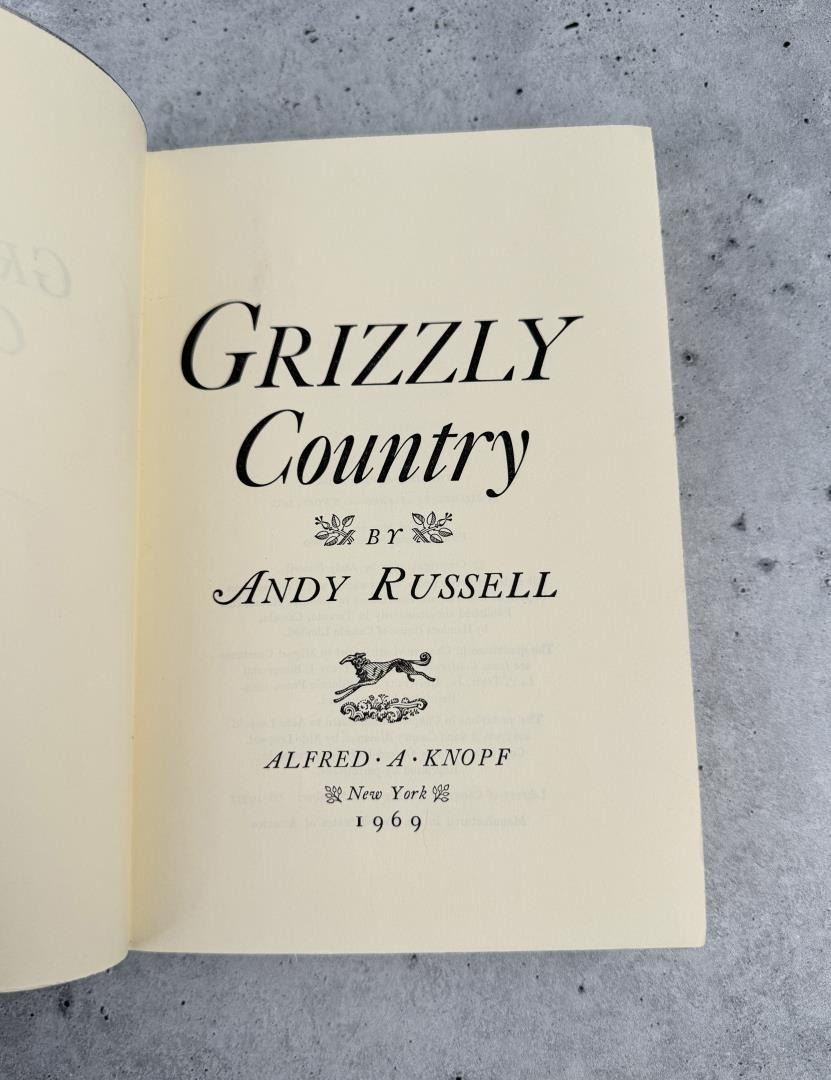 GRIZZLY
Country
BY
ANDY RUSSELL
ALFRED · A · KNOPF
New York
1969